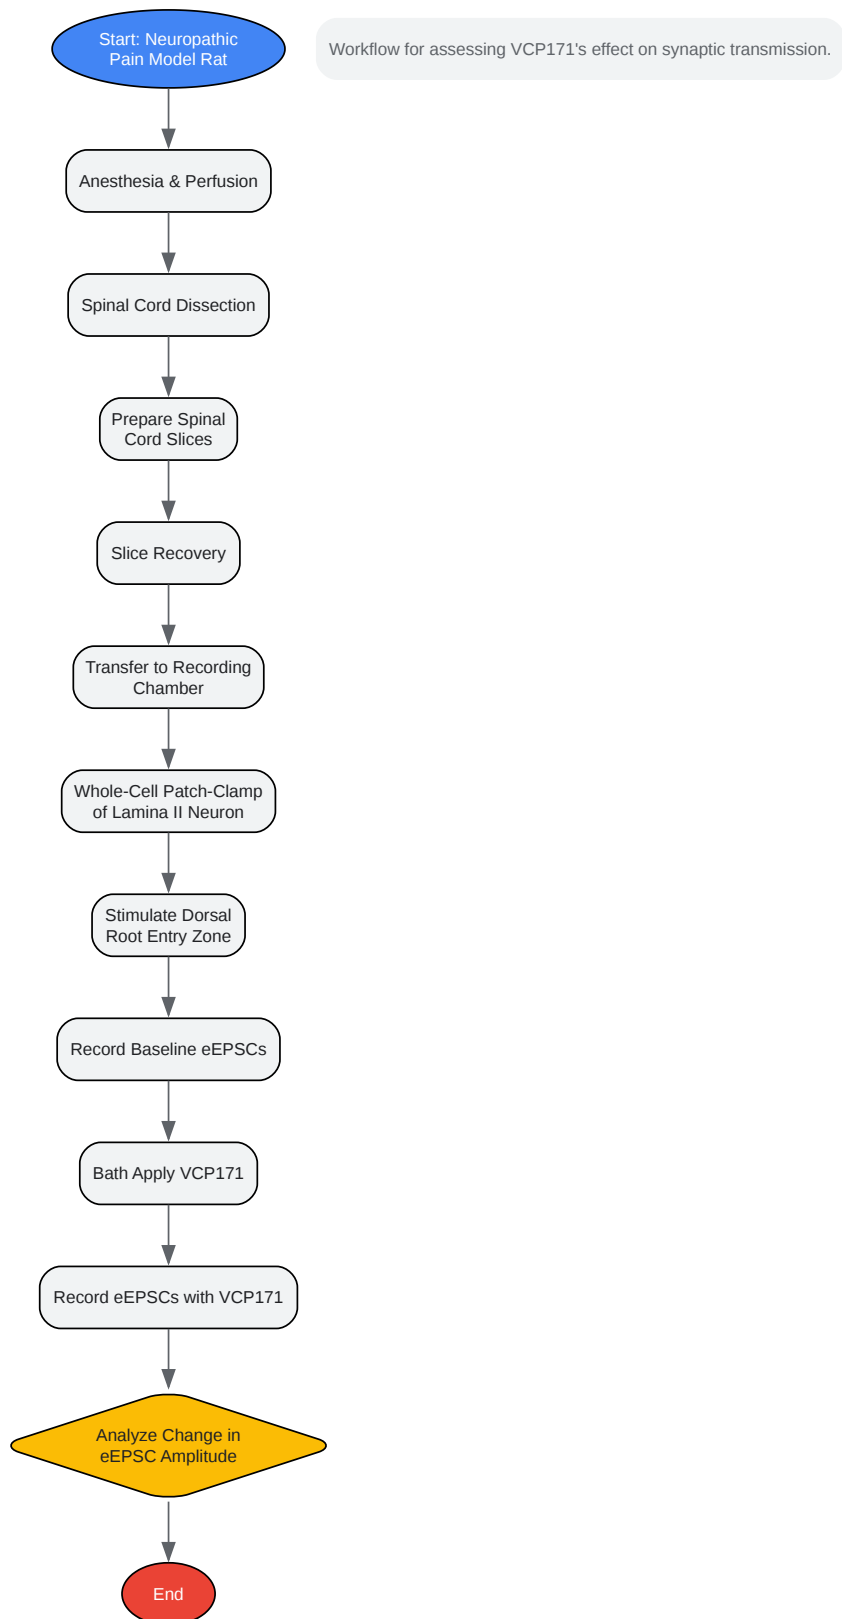 Start: Neuropathic
Pain Model Rat
Workflow for assessing VCP171's effect on synaptic transmission.
Anesthesia & Perfusion
Spinal Cord Dissection
Prepare Spinal
Cord Slices
Slice Recovery
Transfer to Recording
Chamber
Whole-Cell Patch-Clamp
of Lamina II Neuron
Stimulate Dorsal
Root Entry Zone
Record Baseline eEPSCs
Bath Apply VCP171
Record eEPSCs with VCP171
Analyze Change in
eEPSC Amplitude
End